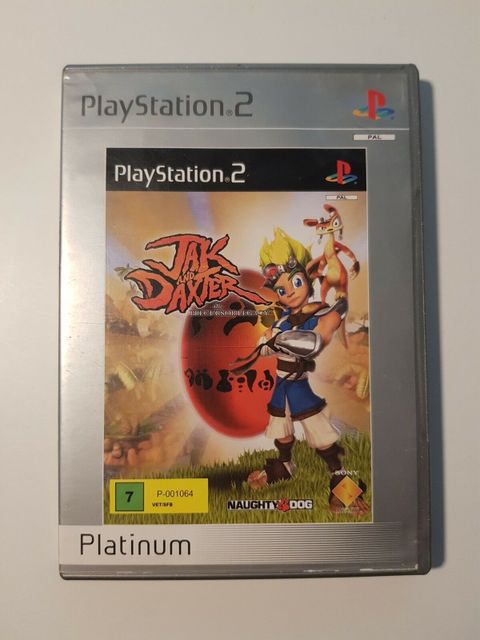 PlayStation®2
PAL
PlayStation®2
PAL
JAK
AND
DAXTER
THE
PRECURSOR LEGACY
7
P-001064
VET/SFB
NAUGHTY DOG
SONY
Platinum